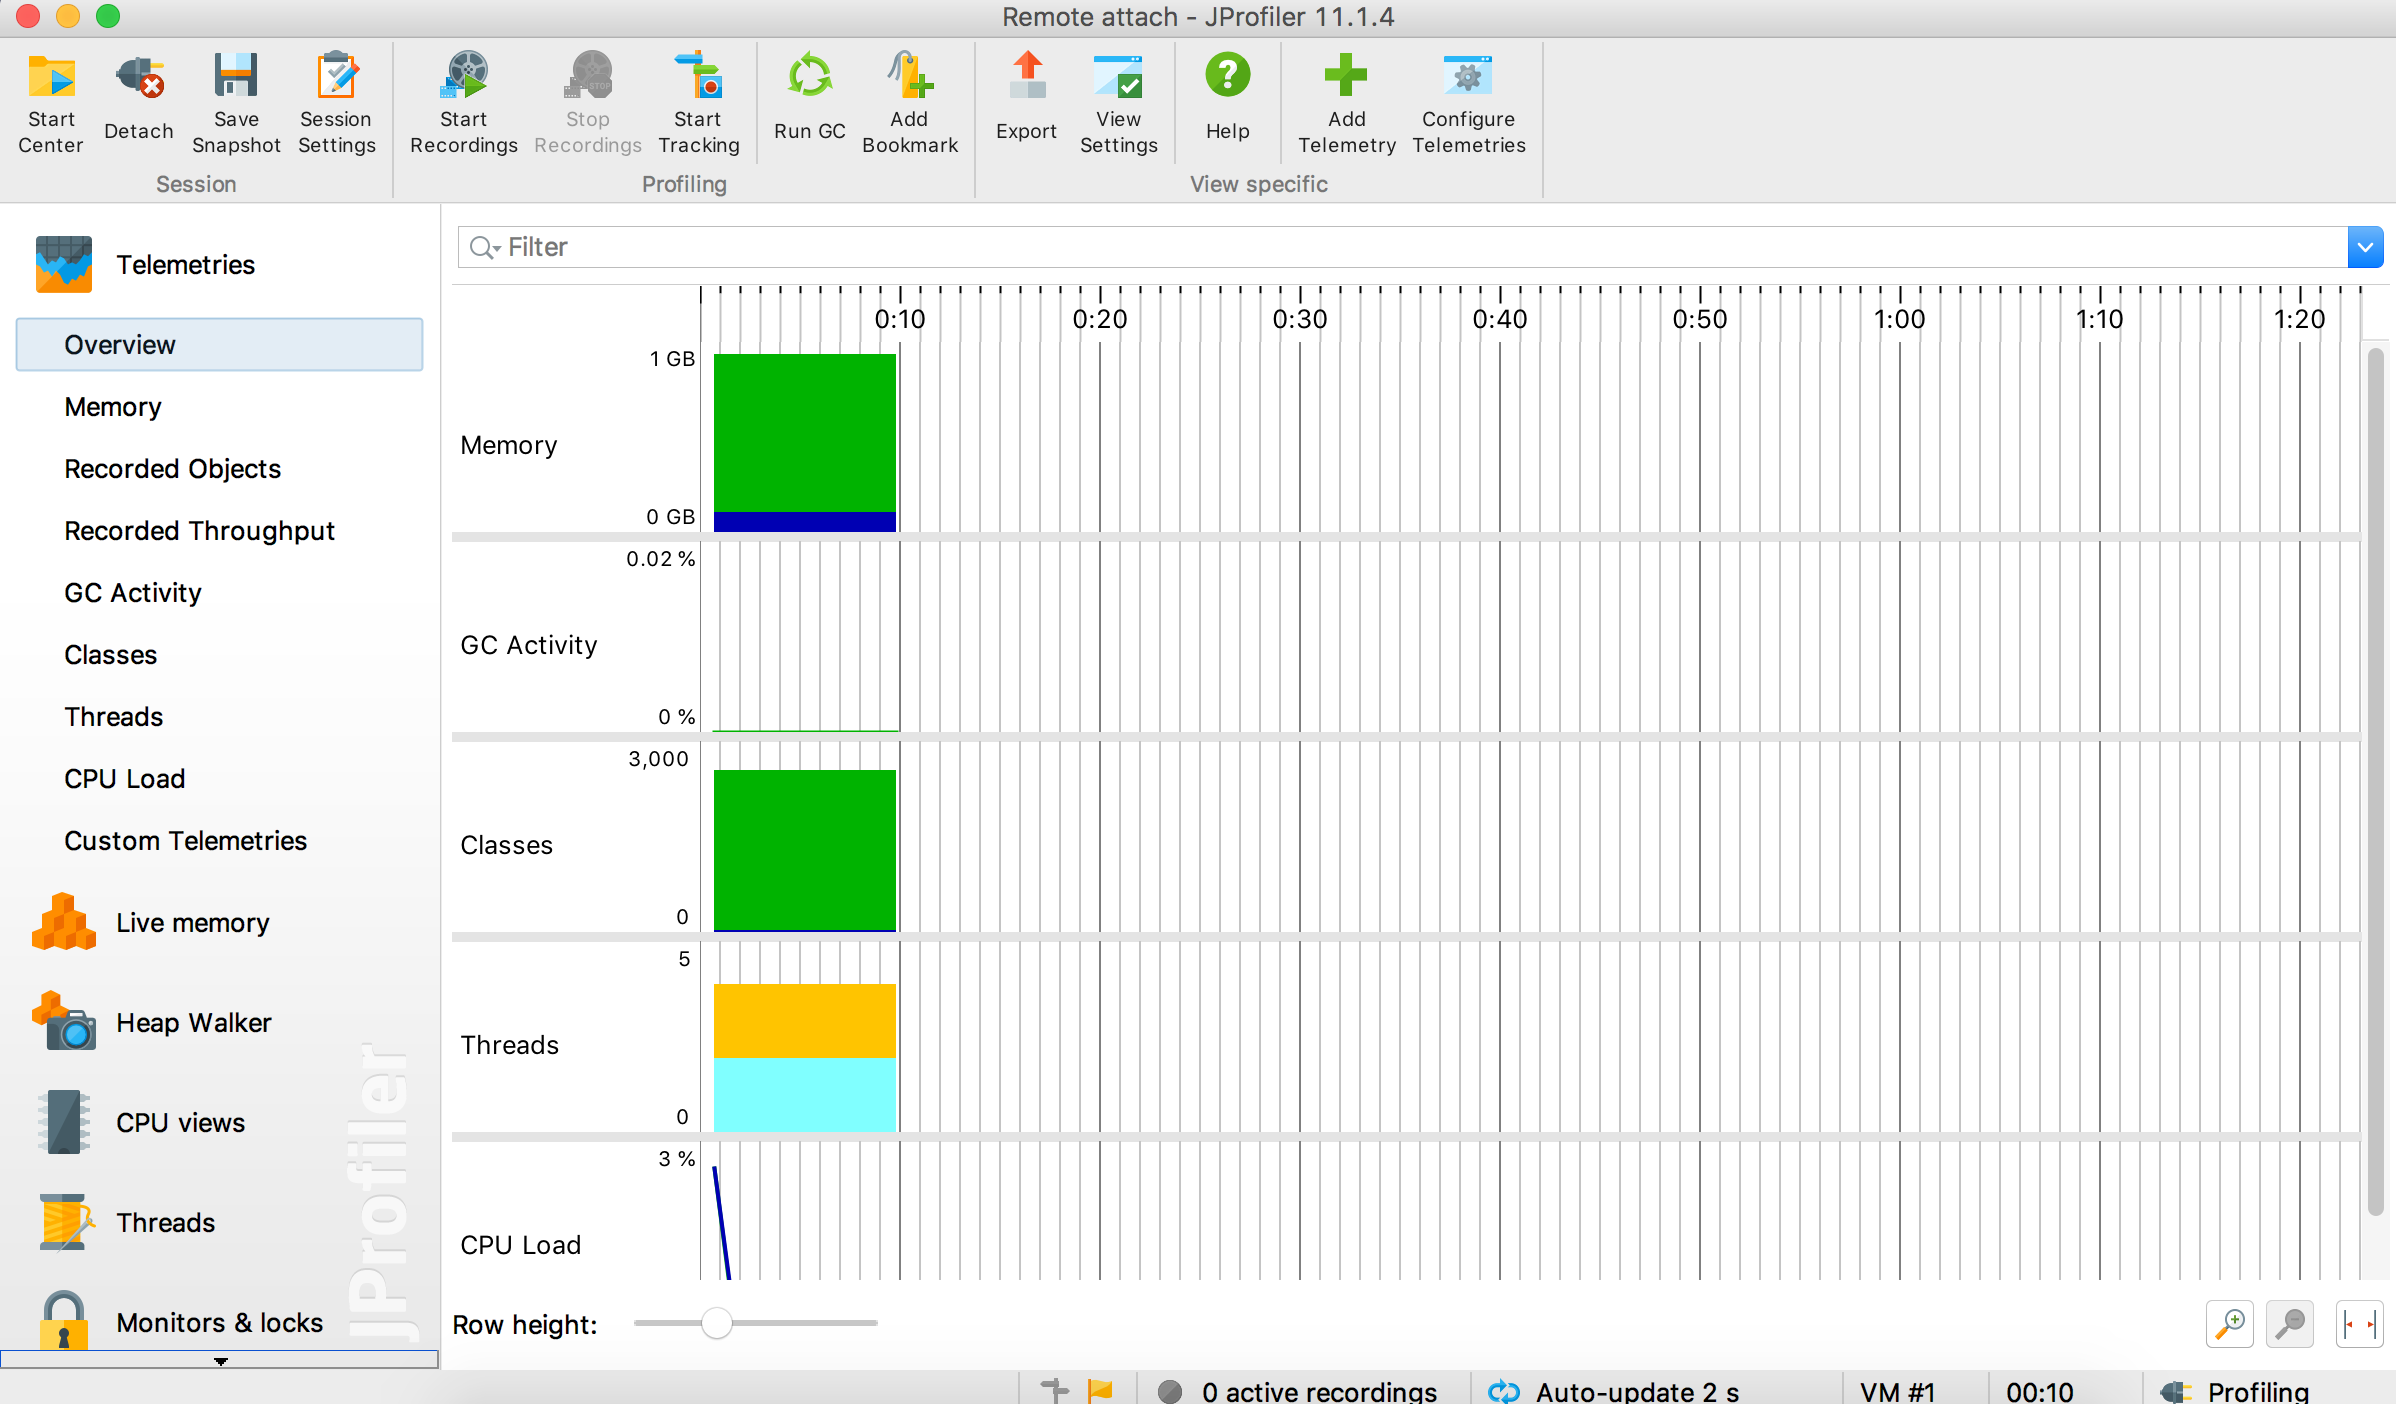 Remote attach - JProfiler 11.1.4
Start Center
Detach
Save Snapshot
Session Settings
Start Recordings
Stop Recordings
STOP
Start Tracking
Run GC
Add Bookmark
Export
View Settings
Help
Add Telemetry
Configure Telemetries
Session
Profiling
View specific
Telemetries
Overview
Memory
Recorded Objects
Recorded Throughput
GC Activity
Classes
Threads
CPU Load
Custom Telemetries
Live memory
Heap Walker
CPU views
Threads
Monitors & locks
JProfiler
Filter
0:10 0:20 0:30 0:40 0:50 1:00 1:10 1:20
1 GB
Memory
0 GB
0.02 %
GC Activity
0 %
3,000
Classes
0
5
Threads
0
3 %
CPU Load
Row height:
0 active recordings
Auto-update 2 s
VM #1
00:10
Profiling